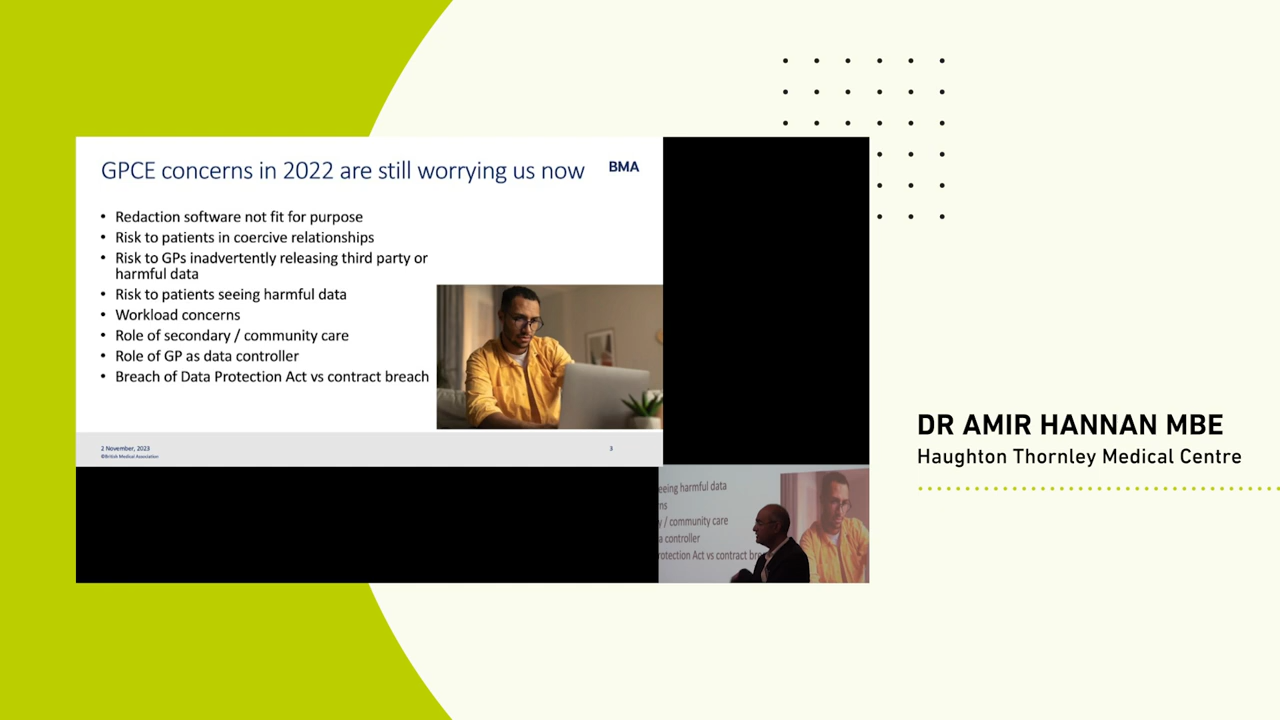 GPCE concerns in 2022 are still worrying us now
BMA
• Redaction software not fit for purpose
• Risk to patients in coercive relationships
• Risk to GPs inadvertently releasing third party or
harmful data
• Risk to patients seeing harmful data
• Workload concerns
• Role of secondary / community care
• Role of GP as data controller
• Breach of Data Protection Act vs contract breach
2 November, 2023
©British Medical Association
3
eeing harmful data
ns
y / community care
a controller
rotection Act vs contract bre
DR AMIR HANNAN MBE
Haughton Thornley Medical Centre